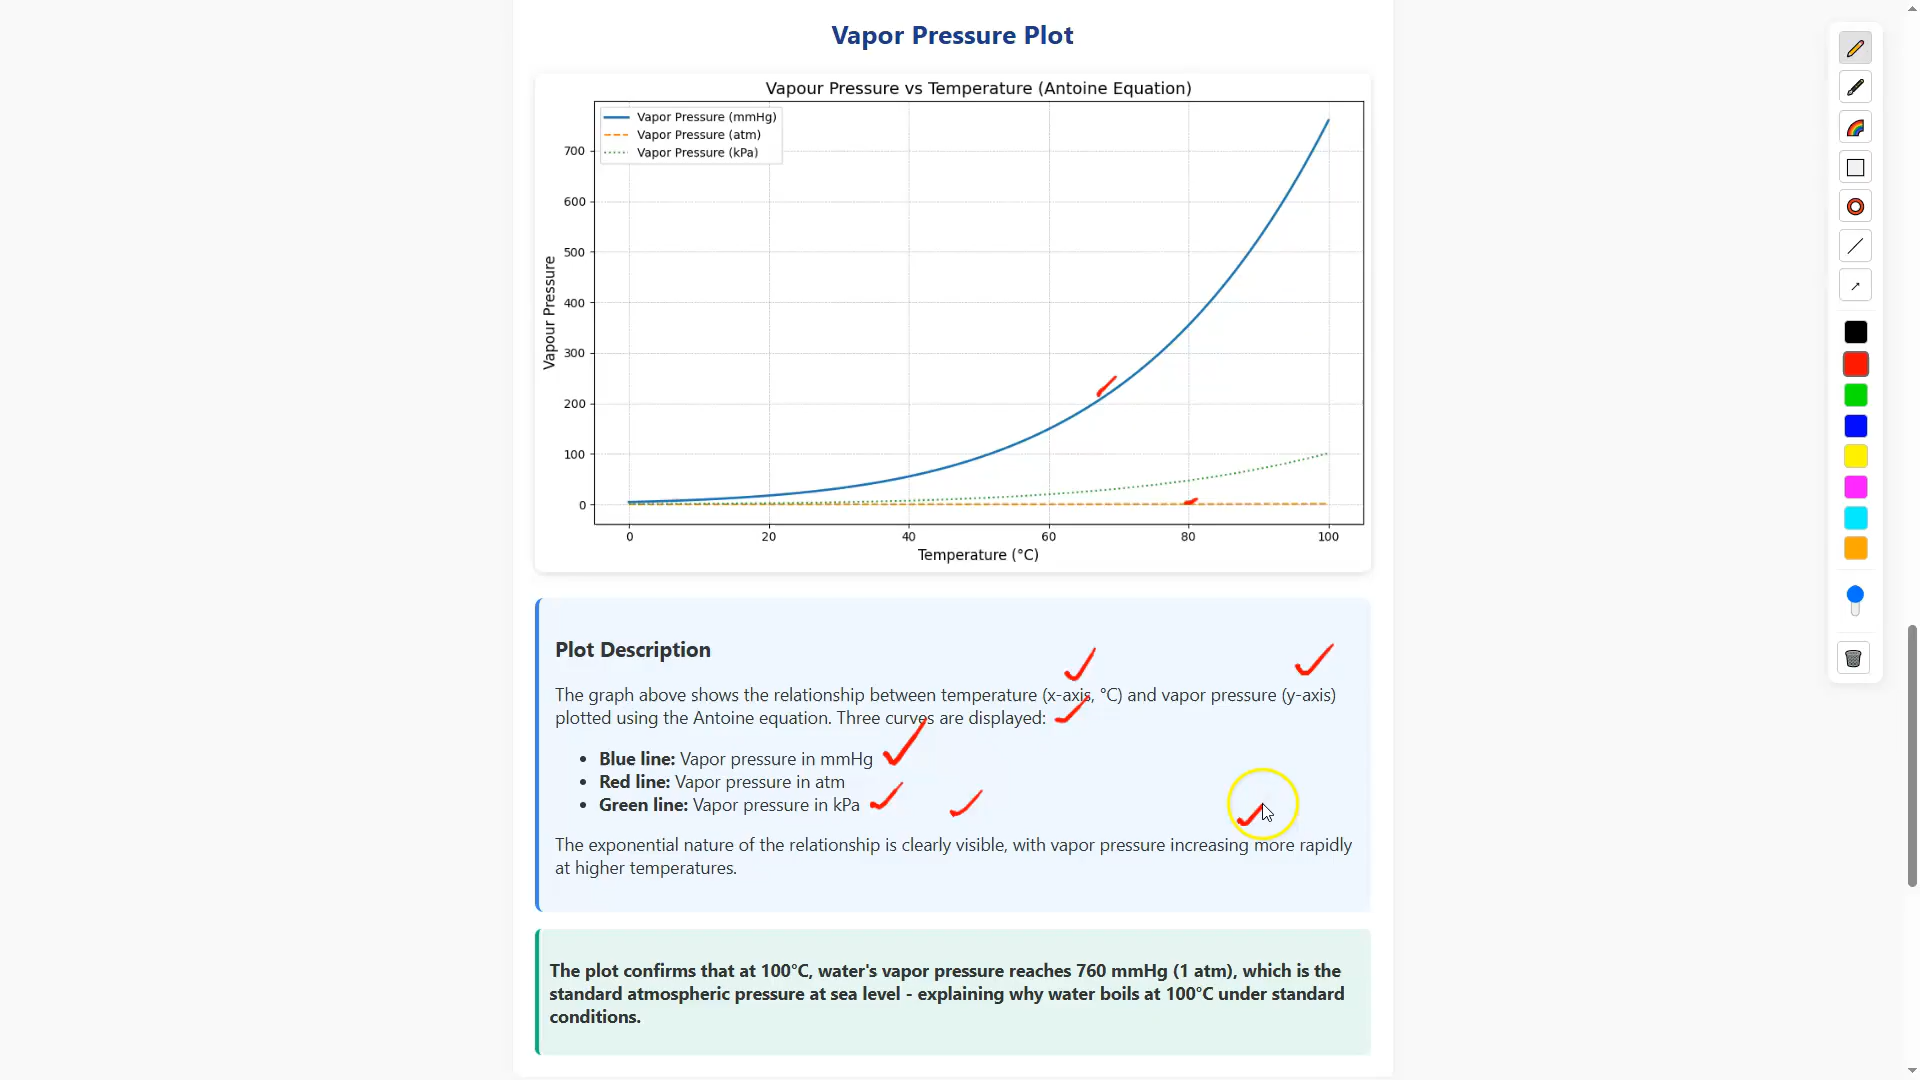 Vapor Pressure Plot
Vapour Pressure vs Temperature (Antoine Equation)
Vapor Pressure (mmHg)
Vapor Pressure (atm)
Vapor Pressure (kPa)
700
600
500
400
300
200
100
0
Vapour Pressure
0 20 40 60 80 100
Temperature (°C)
Plot Description
The graph above shows the relationship between temperature (x-axis, °C) and vapor pressure (y-axis)
plotted using the Antoine equation. Three curves are displayed:
• Blue line: Vapor pressure in mmHg
• Red line: Vapor pressure in atm
• Green line: Vapor pressure in kPa
The exponential nature of the relationship is clearly visible, with vapor pressure increasing more rapidly
at higher temperatures.
The plot confirms that at 100°C, water's vapor pressure reaches 760 mmHg (1 atm), which is the
standard atmospheric pressure at sea level - explaining why water boils at 100°C under standard
conditions.